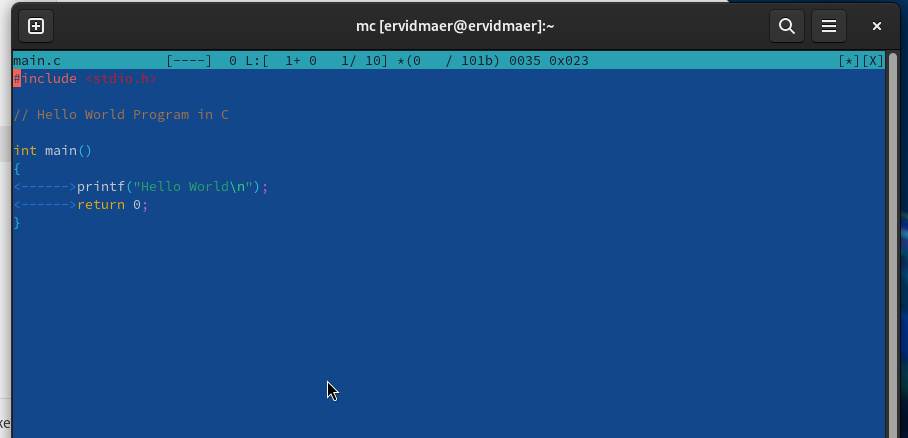 mc [ervidmaer@ervidmaer]:~
main.c [----] 0 L:[ 1+ 0 1/ 10] *(0 / 101b) 0035 0x023 [*][X]
#include <stdio.h>
// Hello World Program in C
int main()
{
<------>printf("Hello World\n");
<------>return 0;
}